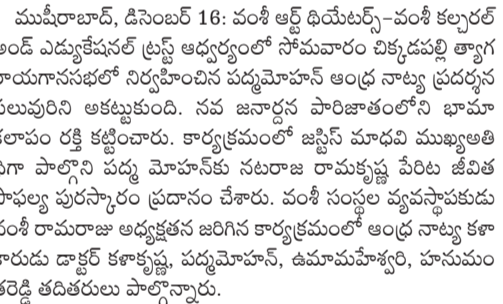 ముషీరాబాద్, డిసెంబర్ 16: వంశీ ఆర్ట్ థియేటర్స్-వంశీ కల్చరల్
అండ్ ఎడ్యుకేషనల్ ట్రస్ట్ ఆధ్వర్యంలో సోమవారం చిక్కడపల్లి త్యాగ
రాయగానసభలో నిర్వహించిన పద్మమోహన్ ఆంధ్ర నాట్య ప్రదర్శన
పలువురిని అకట్టుకుంది. నవ జనార్దన పారిజాతంలోని భామా
కలాపం రక్తి కట్టించారు. కార్యక్రమంలో జస్టిస్ మాధవి ముఖ్యఅతి
థిగా పాల్గొని పద్మ మోహన్‌కు నటరాజ రామకృష్ణ పేరిట జీవిత
సాఫల్య పురస్కారం ప్రదానం చేశారు. వంశీ సంస్థల వ్యవస్థాపకుడు
వంశీ రామరాజు అధ్యక్షతన జరిగిన కార్యక్రమంలో ఆంధ్ర నాట్య కళా
కారుడు డాక్టర్ కళాకృష్ణ, పద్మమోహన్, ఉమామహేశ్వరి, హనుమం
తరెడ్డి తదితరులు పాల్గొన్నారు.